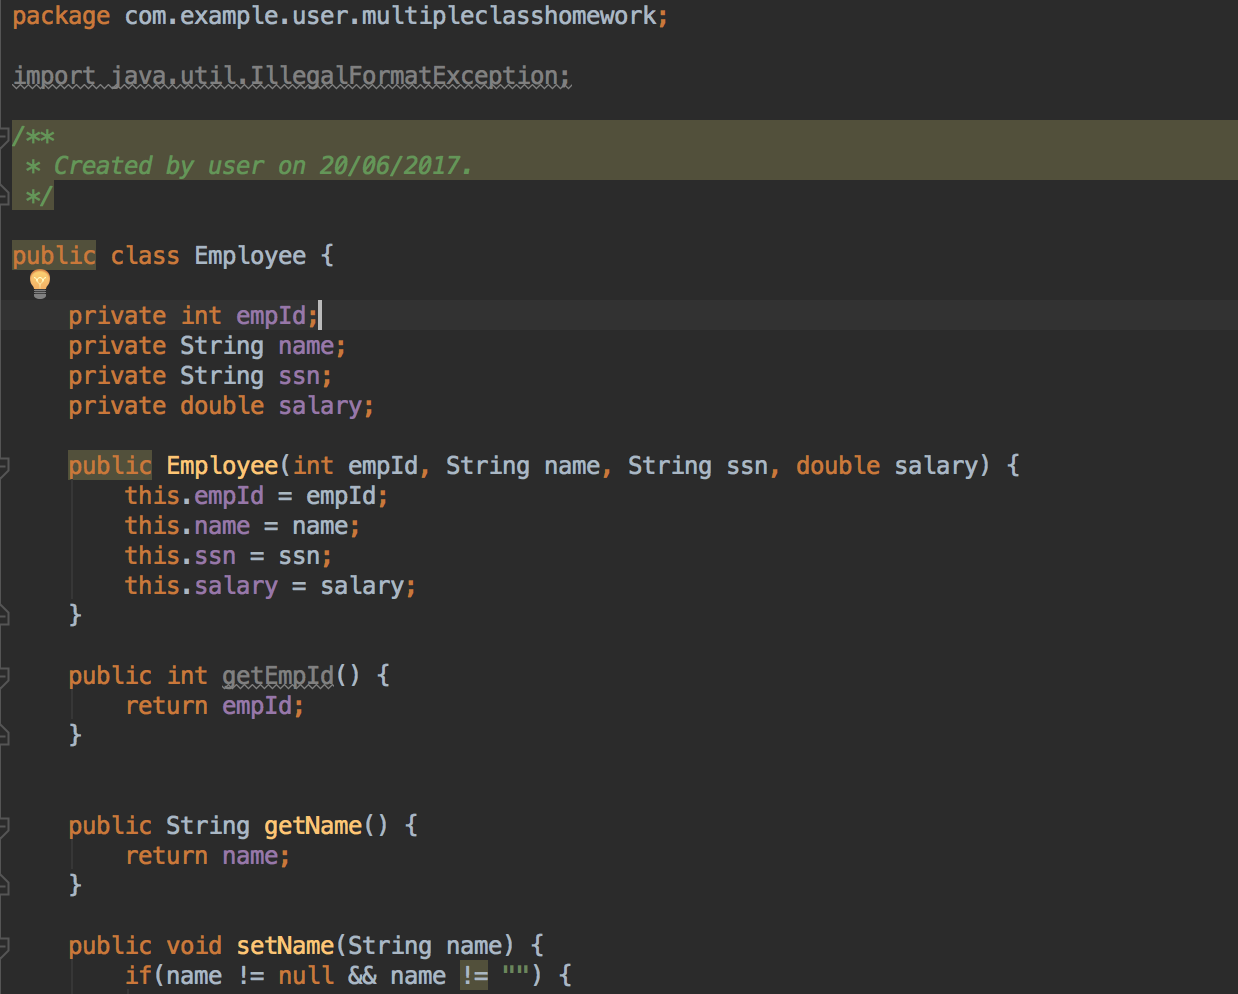 package com.example.user.multipleclasshomework;
import java.util.IllegalFormatException;
/**
 * Created by user on 20/06/2017.
 */
public class Employee {
    private int empId;
    private String name;
    private String ssn;
    private double salary;
    public Employee(int empId, String name, String ssn, double salary) {
        this.empId = empId;
        this.name = name;
        this.ssn = ssn;
        this.salary = salary;
    }
    public int getEmpId() {
        return empId;
    }
    public String getName() {
        return name;
    }
    public void setName(String name) {
        if(name != null && name != "") {